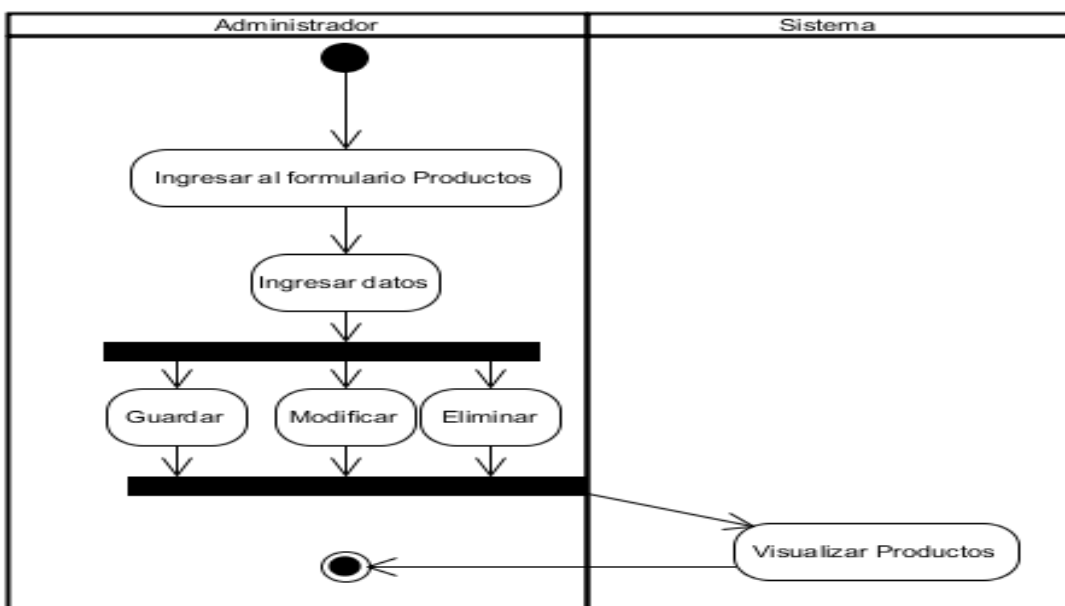 Administrador
Sistema
Ingresar al formulario Productos
Ingresar datos
Guardar
Modificar
Eliminar
Visualizar Productos